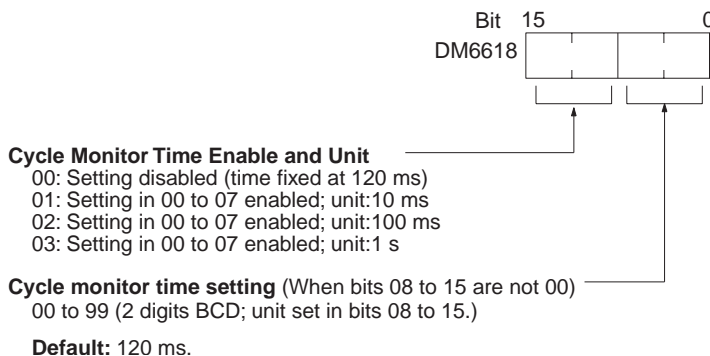 Bit 15 0
DM6618
Cycle Monitor Time Enable and Unit
00: Setting disabled (time fixed at 120 ms)
01: Setting in 00 to 07 enabled; unit:10 ms
02: Setting in 00 to 07 enabled; unit:100 ms
03: Setting in 00 to 07 enabled; unit:1 s
Cycle monitor time setting (When bits 08 to 15 are not 00)
00 to 99 (2 digits BCD; unit set in bits 08 to 15.)
Default: 120 ms.